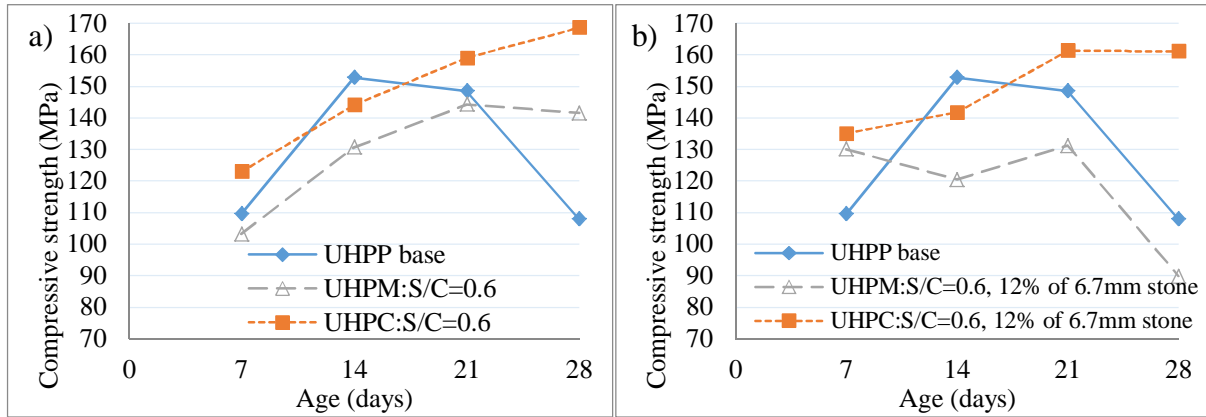 a)
Compressive strength (MPa)
170
160
150
140
130
120
110
100
90
80
70
UHPP base
UHPM:S/C=0.6
UHPC:S/C=0.6
0 7 14 21 28
Age (days)
b)
Compressive strength (MPa)
170
160
150
140
130
120
110
100
90
80
70
UHPP base
UHPM:S/C=0.6, 12% of 6.7mm stone
UHPC:S/C=0.6, 12% of 6.7mm stone
0 7 14 21 28
Age (days)